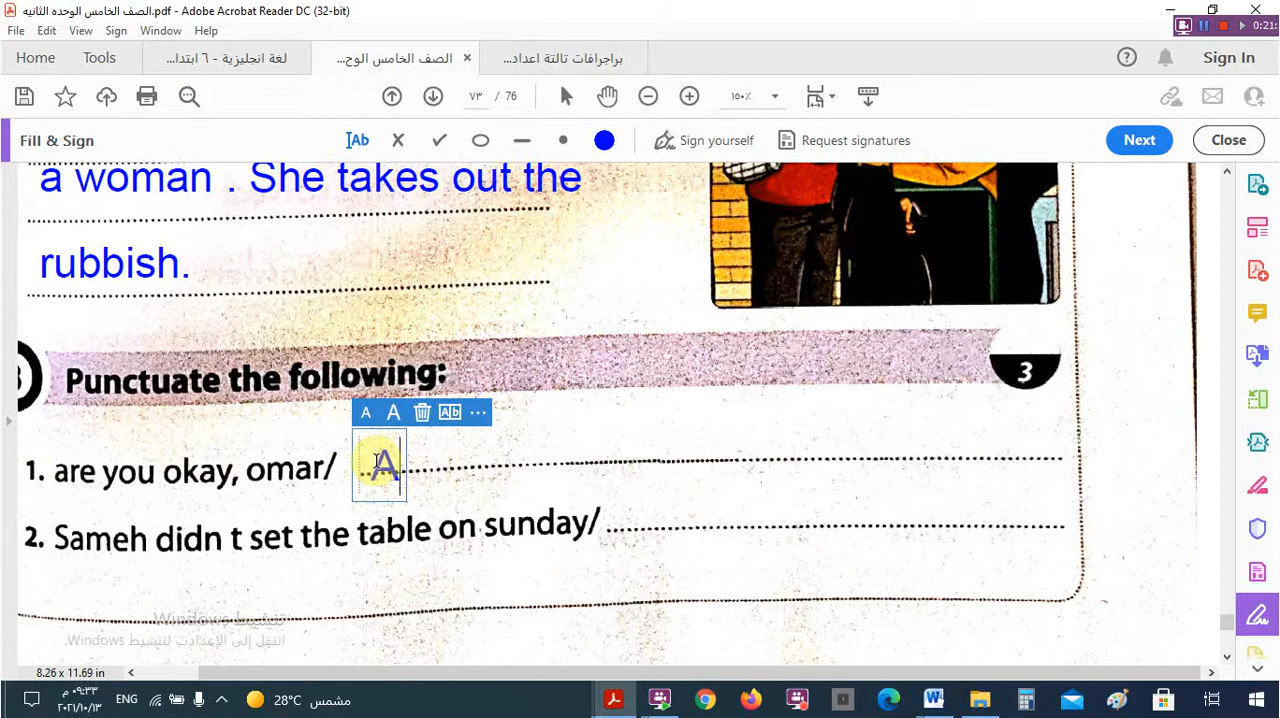 الصف الخامس الوحده الثانيه.pdf - Adobe Acrobat Reader DC (32-bit)
0:21:
File Edit View Sign Window Help
Home Tools لغة انجليزية - ٦ ابتدا... الصف الخامس الوح... براجرافات تالتة اعداد... Sign In
٧٣ / 76 ١٥٠٪
Fill & Sign Ab Sign yourself Request signatures Next Close
a woman . She takes out the
rubbish.
Punctuate the following: 3
A A Ab ...
1. are you okay, omar/ A
2. Sameh didn t set the table on sunday/
تنشيط Windows
انتقل إلى الإعدادات لتنشيط Windows.
8.26 x 11.69 in
٠٩:٣٣ م ENG 28°C مشمس
٢٠٢١/١٠/١٣